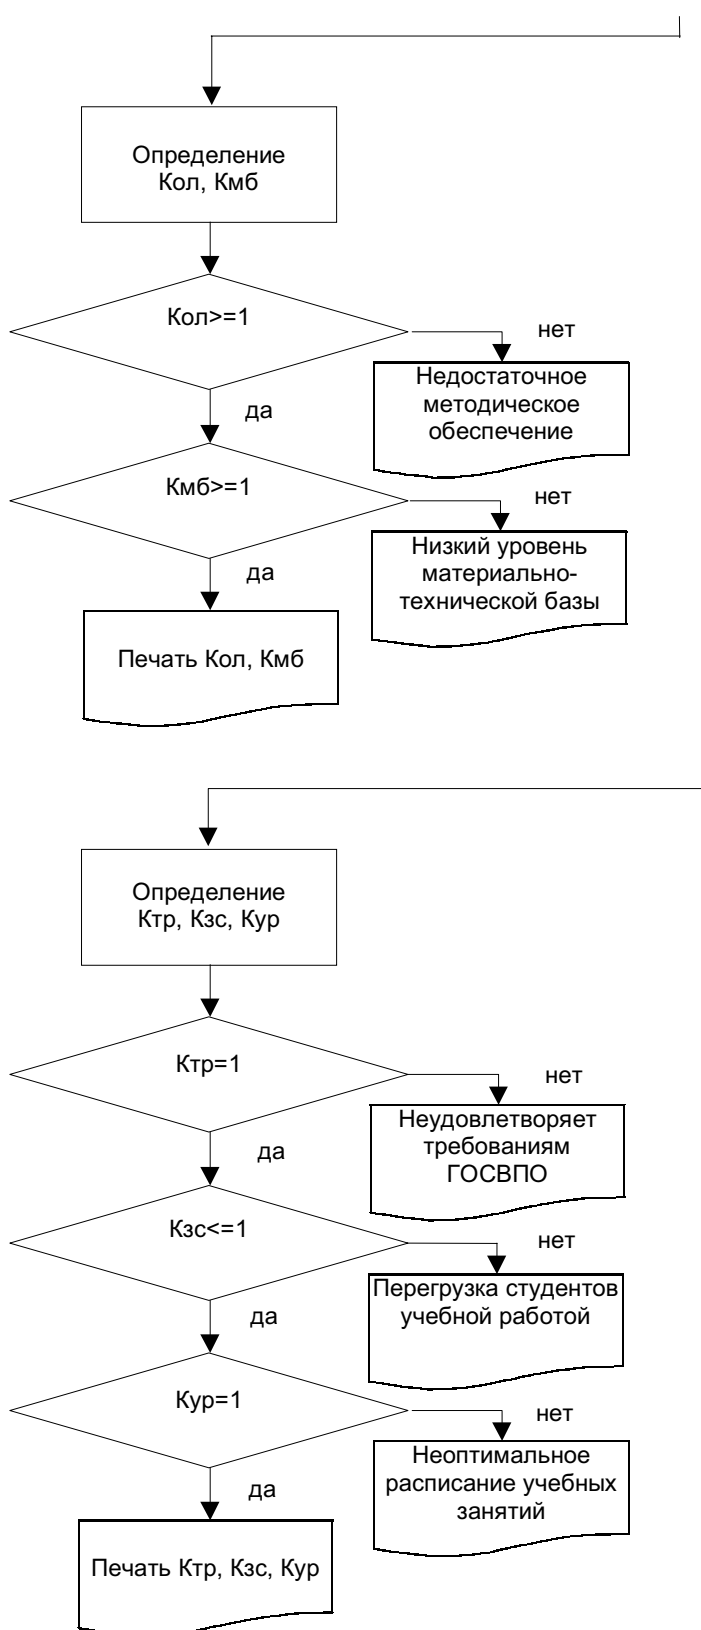 Определение
Кол, Кмб
Кол>=1
нет
Недостаточное
методическое
обеспечение
да
Кмб>=1
нет
Низкий уровень
материально-
технической базы
да
Печать Кол, Кмб
Определение
Ктр, Кзс, Кур
Ктр=1
нет
Неудовлетворяет
требованиям
ГОСВПО
да
Кзс<=1
нет
Перегрузка студентов
учебной работой
да
Кур=1
нет
Неоптимальное
расписание учебных
занятий
да
Печать Ктр, Кзс, Кур